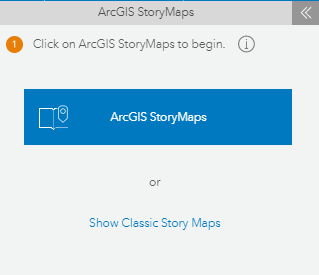 ArcGIS StoryMaps
1 Click on ArcGIS StoryMaps to begin. i
ArcGIS StoryMaps
or
Show Classic Story Maps